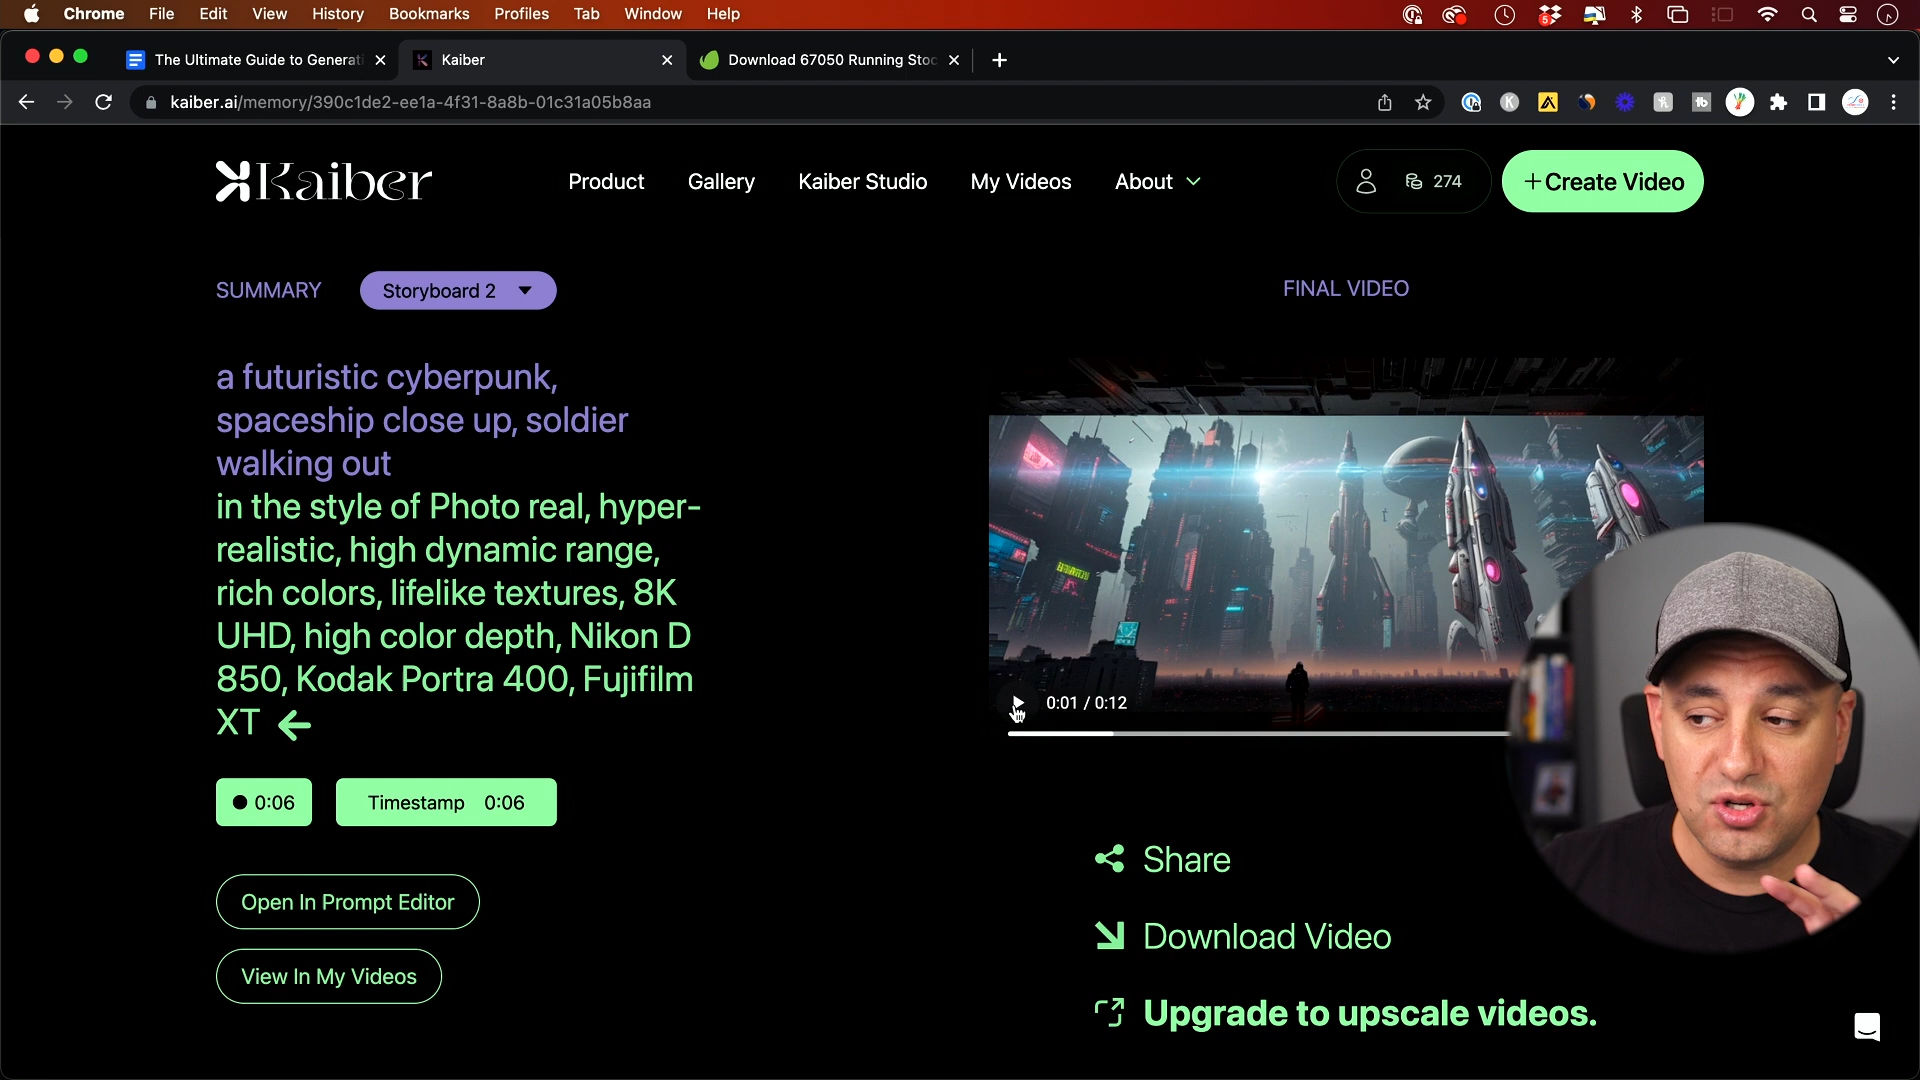 Chrome File Edit View History Bookmarks Profiles Tab Window Help
5
The Ultimate Guide to Generati
Kaiber
Download 67050 Running Stoc
kaiber.ai/memory/390c1de2-ee1a-4f31-8a8b-01c31a05b8aa
Kaiber
Product Gallery Kaiber Studio My Videos About
274
+Create Video
SUMMARY
Storyboard 2
FINAL VIDEO
a futuristic cyberpunk,
spaceship close up, soldier
walking out
in the style of Photo real, hyper-
realistic, high dynamic range,
rich colors, lifelike textures, 8K
UHD, high color depth, Nikon D
850, Kodak Portra 400, Fujifilm
XT
0:01 / 0:12
0:06
Timestamp 0:06
Open In Prompt Editor
View In My Videos
Share
Download Video
Upgrade to upscale videos.